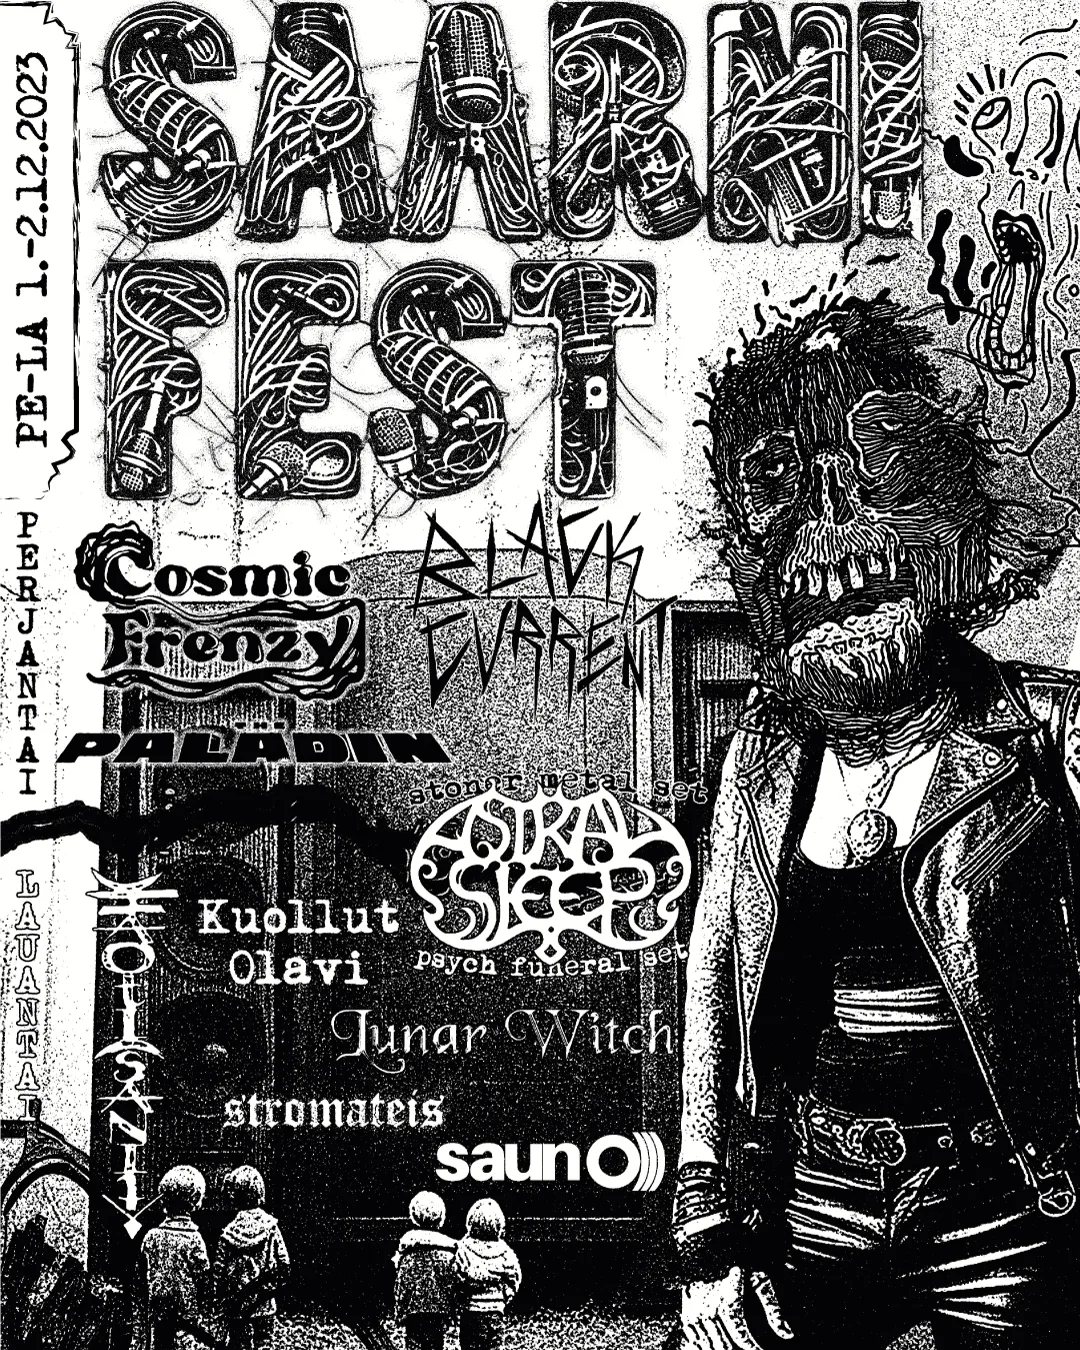 SAARNI
FEST
PE-LA 1.-2.12.2023
PERJANTAI
Cosmic
Frenzy
BLACK
CURRENT
PALÄDIN
LAUANTAI
stoner metal set
ASTRAL
SLEEP
psych funeral set
Kuollut
Olavi
Lunar Witch
stromateis
sauno)))